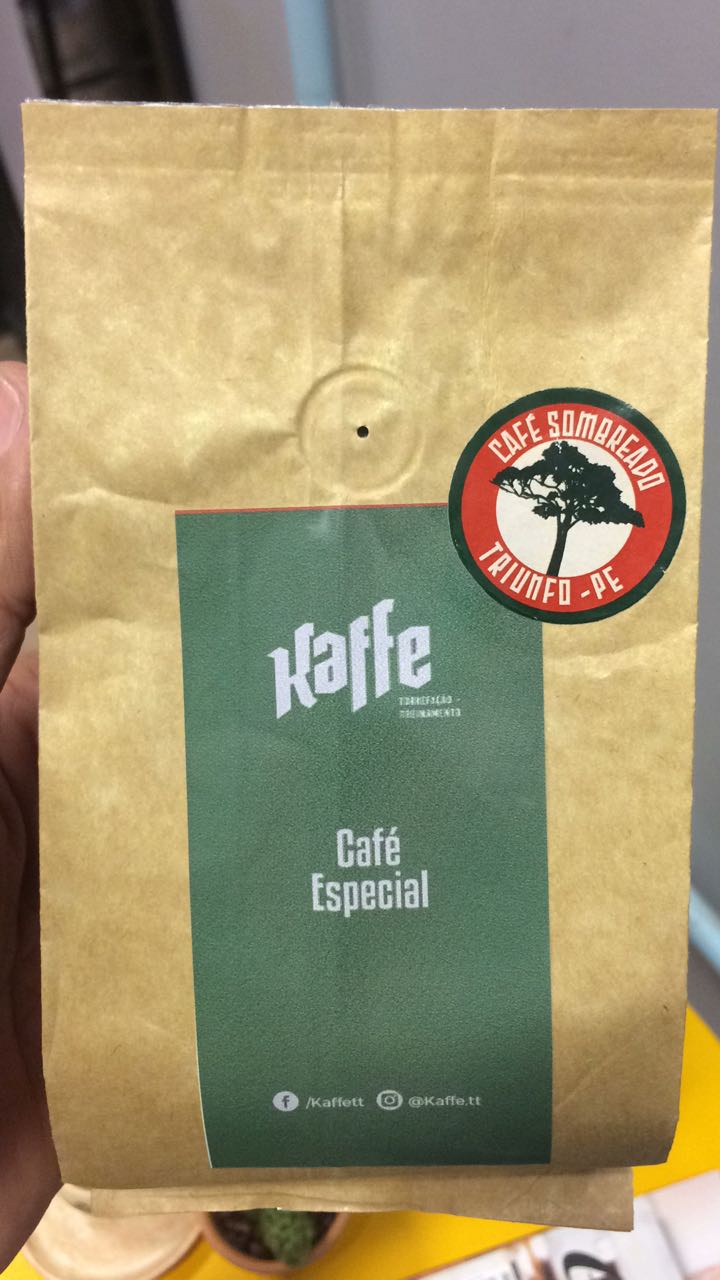 CAFÉ SOMBREADO
TRIUNFO - PE
Kaffe
TORREFAÇÃO -
TREINAMENTO
Café
Especial
/Kaffett @Kaffe.tt